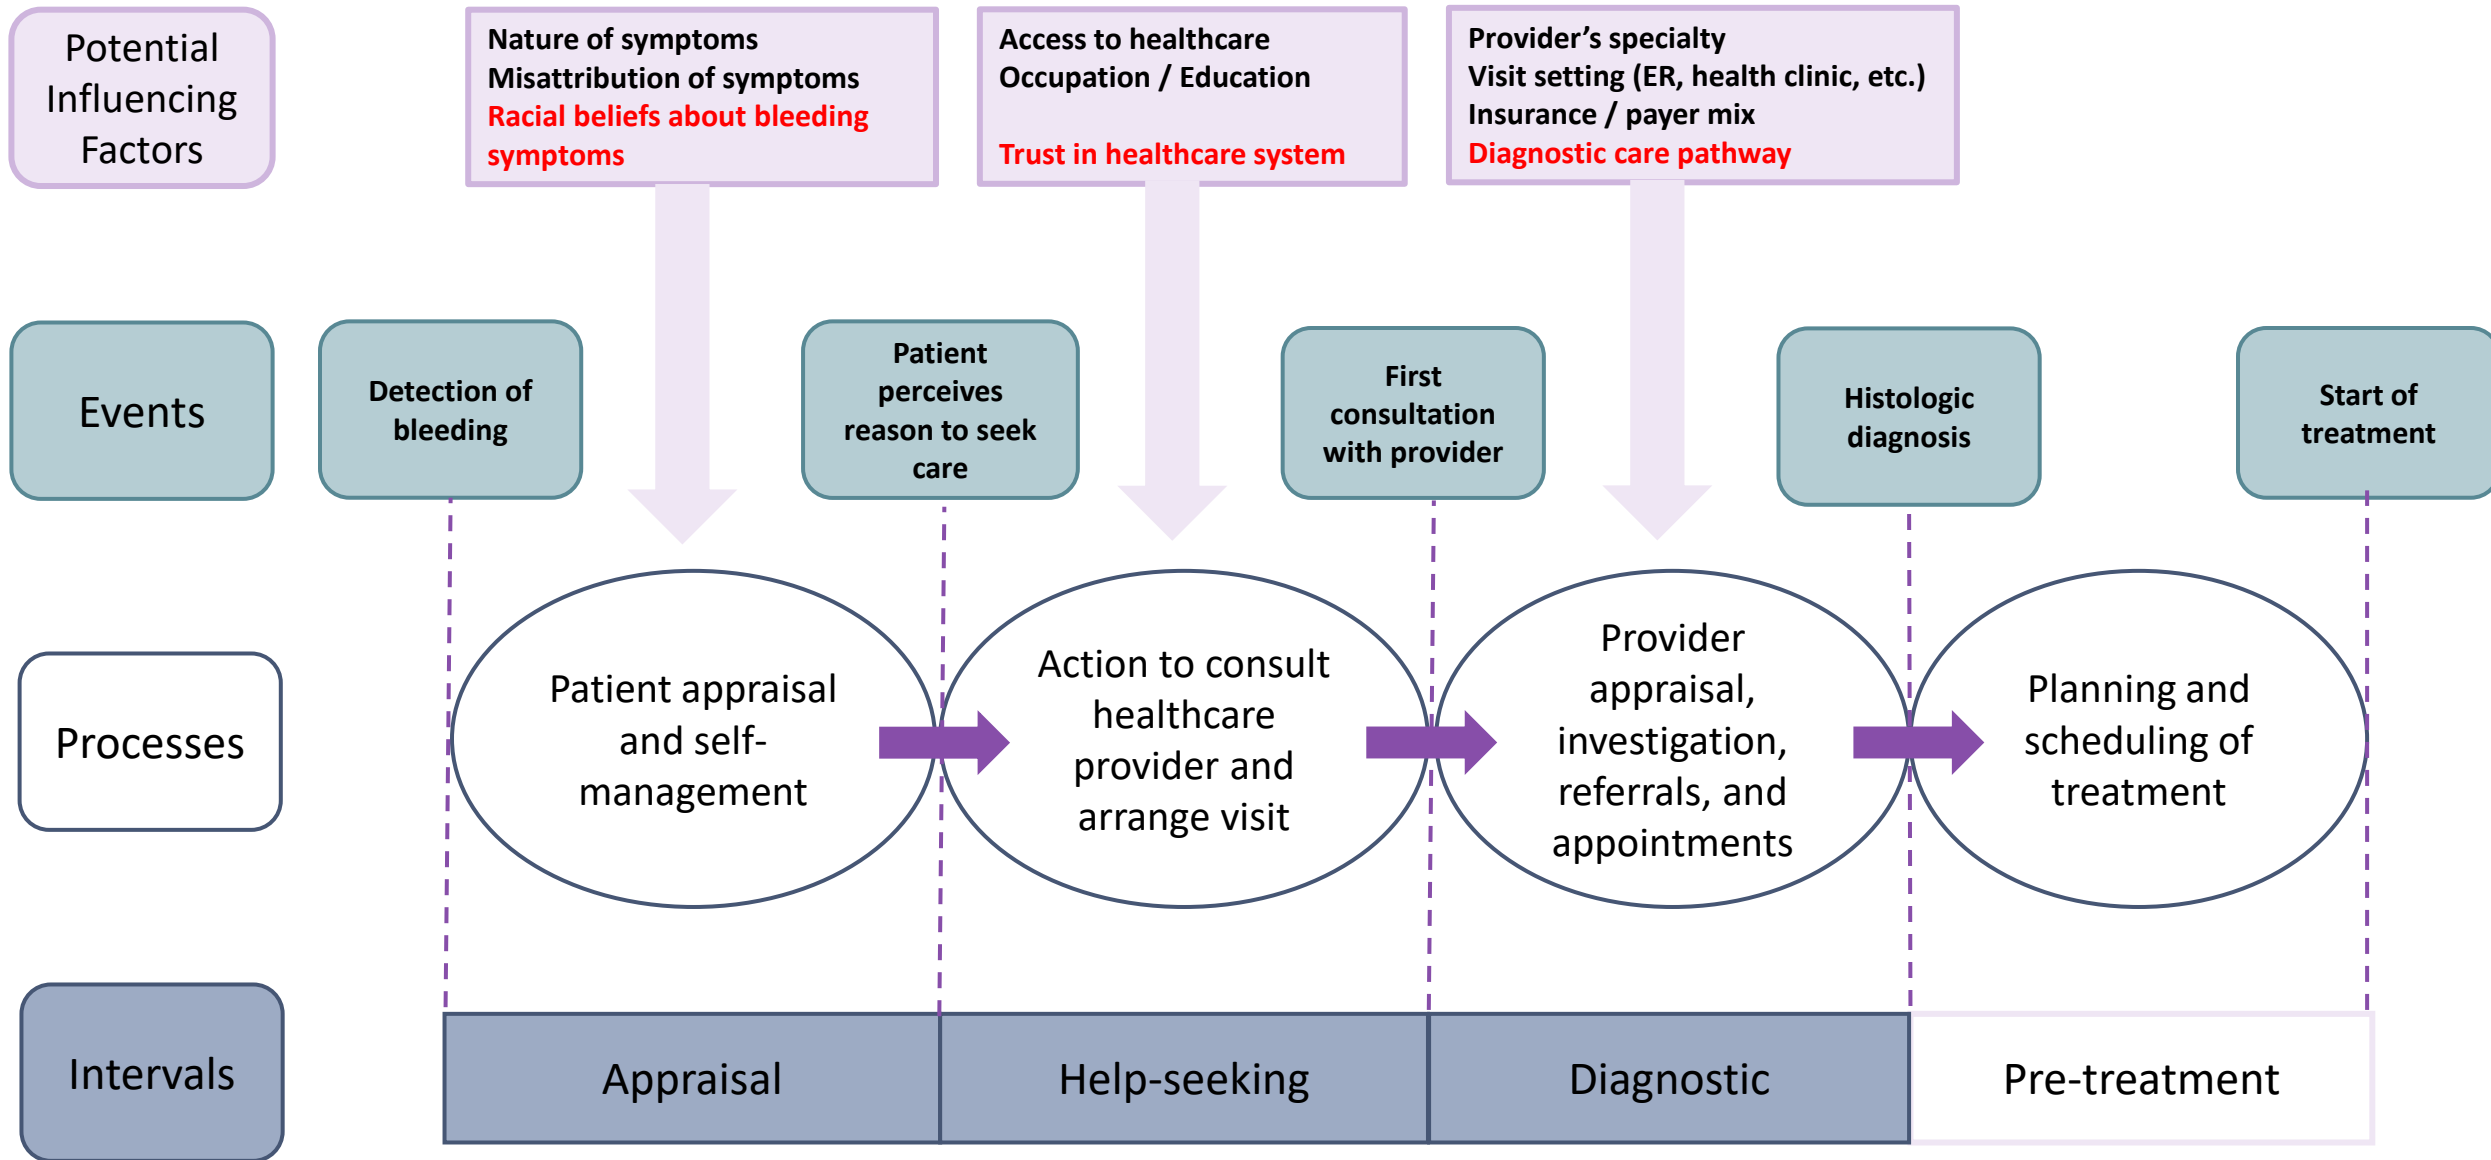 Potential
Influencing
Factors
Nature of symptoms
Misattribution of symptoms
Racial beliefs about bleeding
symptoms
Access to healthcare
Occupation / Education
Trust in healthcare system
Provider's specialty
Visit setting (ER, health clinic, etc.)
Insurance / payer mix
Diagnostic care pathway
Events
Detection of
bleeding
Patient
perceives
reason to seek
care
First
consultation
with provider
Histologic
diagnosis
Start of
treatment
Processes
Patient appraisal
and self-
management
Action to consult
healthcare
provider and
arrange visit
Provider
appraisal,
investigation,
referrals, and
appointments
Planning and
scheduling of
treatment
Intervals
Appraisal
Help-seeking
Diagnostic
Pre-treatment